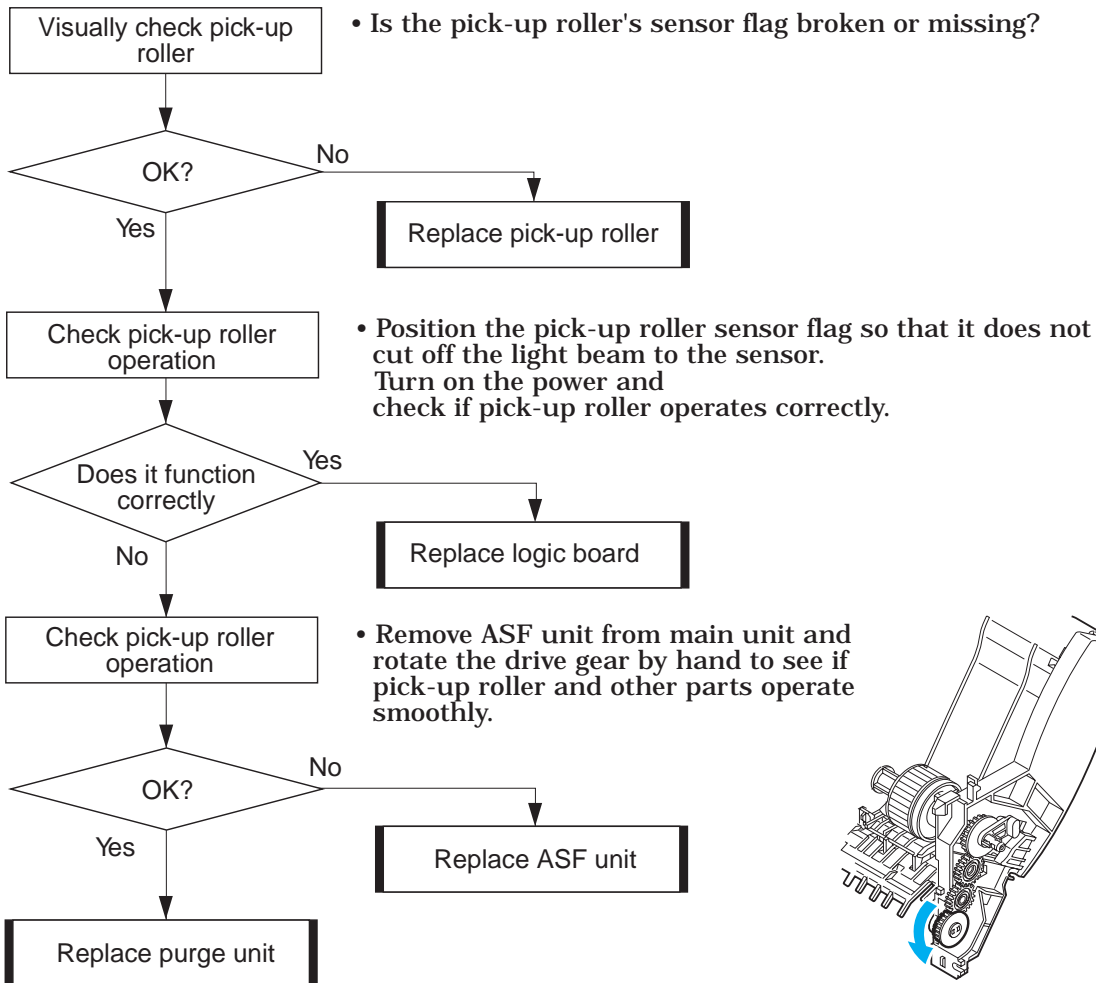 Visually check pick-up
roller
• Is the pick-up roller's sensor flag broken or missing?
OK?
No
Yes
Replace pick-up roller
Check pick-up roller
operation
• Position the pick-up roller sensor flag so that it does not
cut off the light beam to the sensor.
Turn on the power and
check if pick-up roller operates correctly.
Does it function
correctly
Yes
No
Replace logic board
Check pick-up roller
operation
• Remove ASF unit from main unit and
rotate the drive gear by hand to see if
pick-up roller and other parts operate
smoothly.
OK?
No
Yes
Replace ASF unit
Replace purge unit